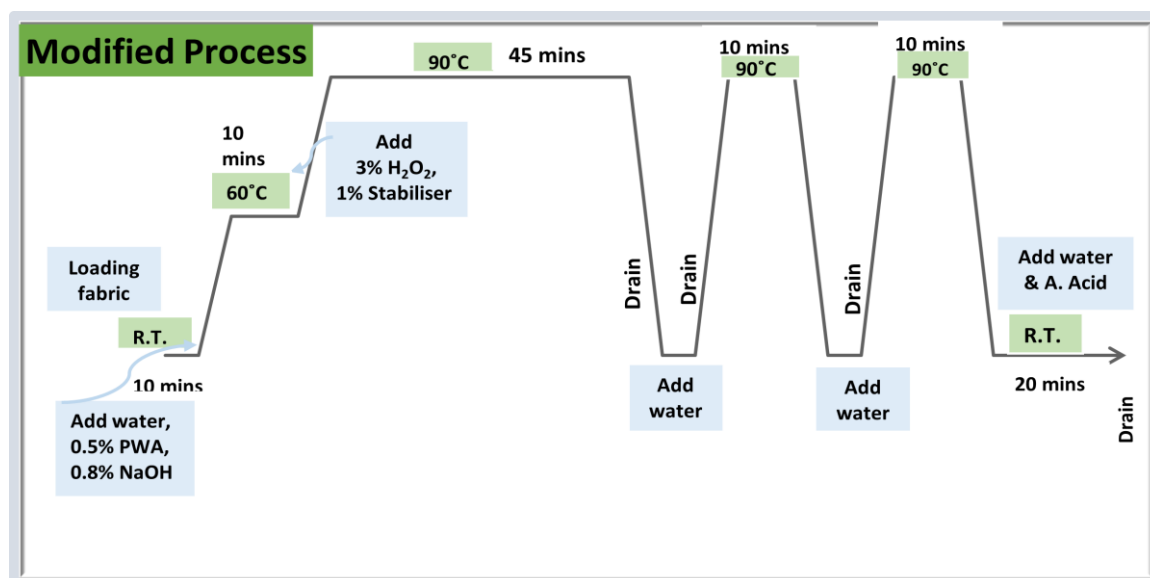 Modified Process
90˚C
45 mins
10 mins
90˚C
10 mins
90˚C
10
mins
60˚C
Add
3% H₂O₂,
1% Stabiliser
Loading
fabric
R.T.
10 mins
Add water,
0.5% PWA,
0.8% NaOH
Drain
Drain
Add
water
Drain
Add
water
Add water
& A. Acid
R.T.
20 mins
Drain